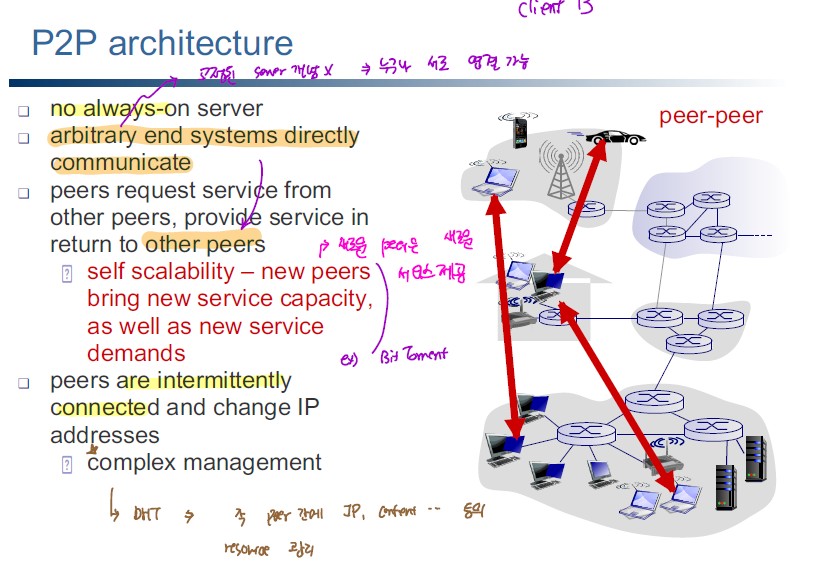 client B
P2P architecture
고정된 server 개념 X ⇒ 누구나 서로 연결 가능
no always-on server
peer-peer
arbitrary end systems directly
communicate
peers request service from
other peers, provide service in
return to other peers
새로운 peer은 새로운
서비스 제공
self scalability – new peers
bring new service capacity,
as well as new service
demands
ex) BitTorrent
peers are intermittently
connected and change IP
addresses
complex management
DHT ⇒ 각 peer 간에 IP, content ... 등의
resource 관리